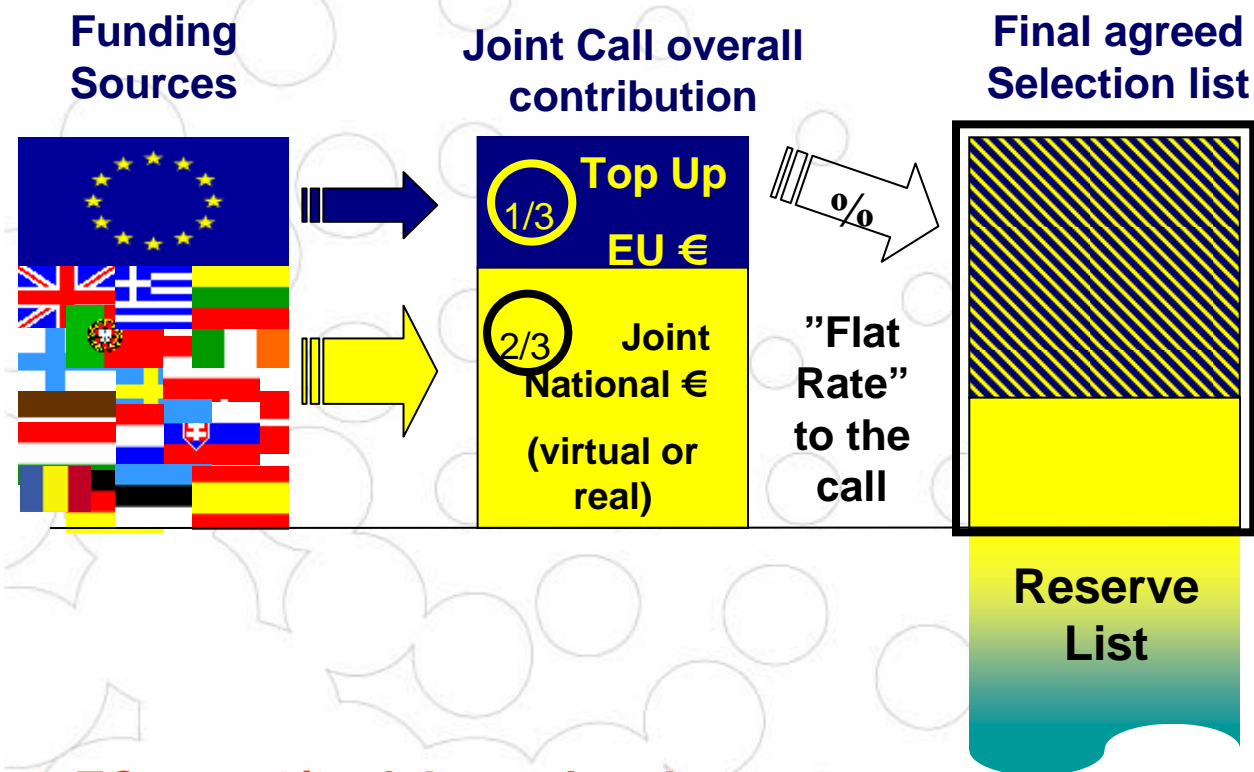 Funding
Sources
Joint Call overall
contribution
Final agreed
Selection list
1/3
Top Up
EU €
%
2/3
Joint
National €
(virtual or
real)
”Flat
Rate”
to the
call
Reserve
List